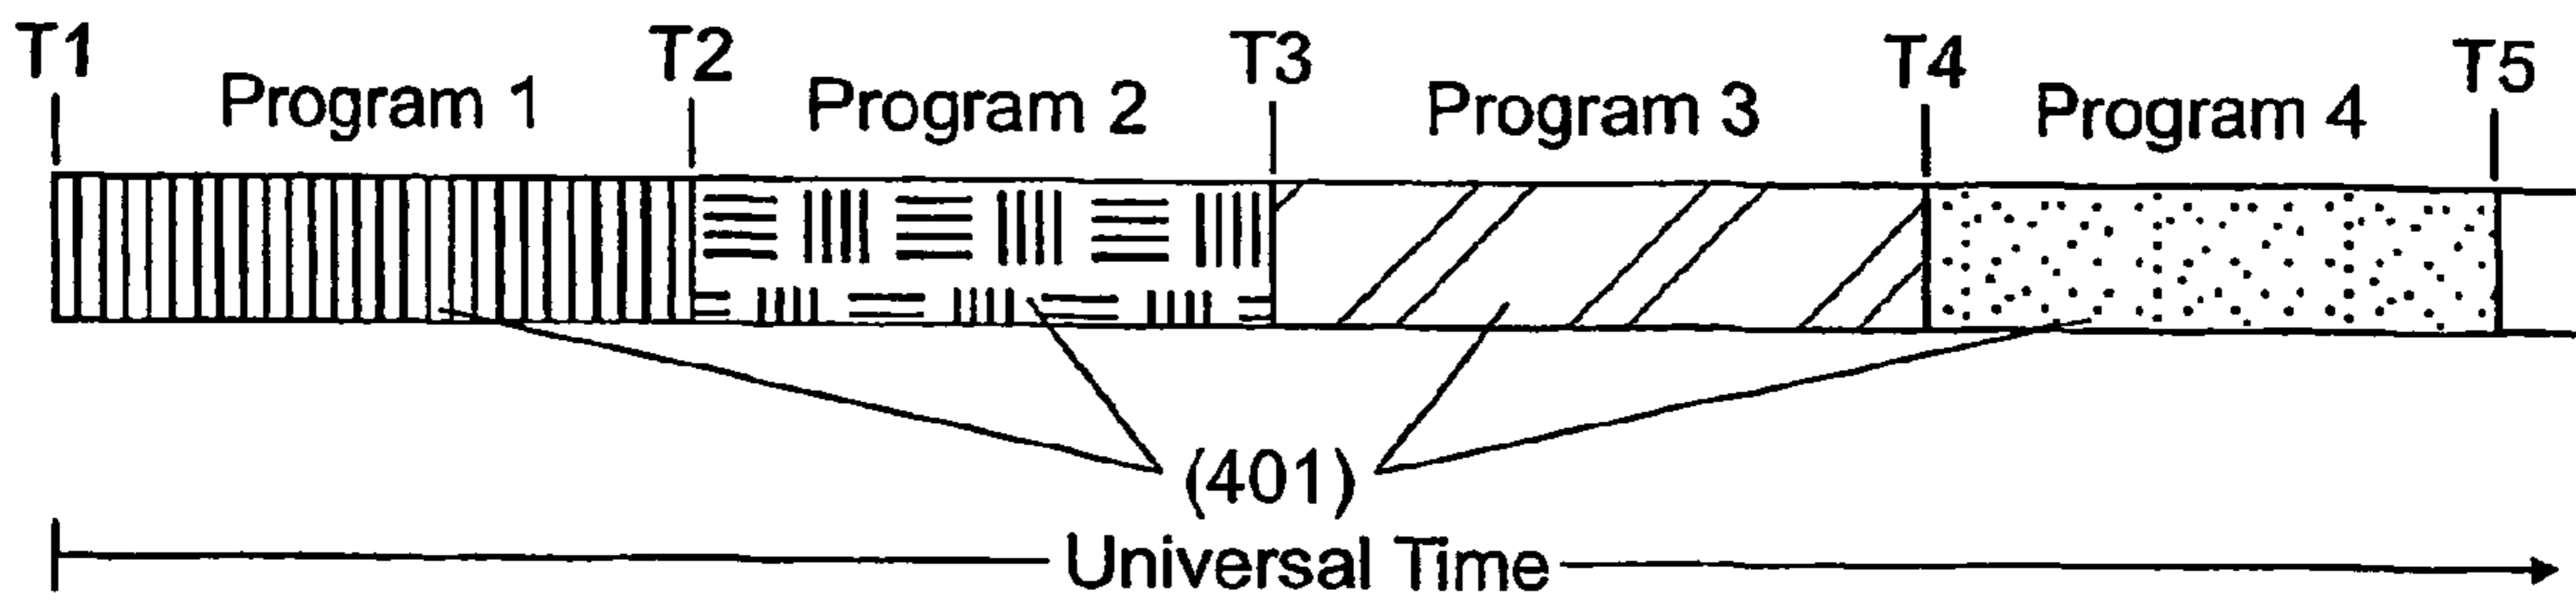 T1 T2 T3 T4 T5
Program 1 Program 2 Program 3 Program 4
(401)
Universal Time